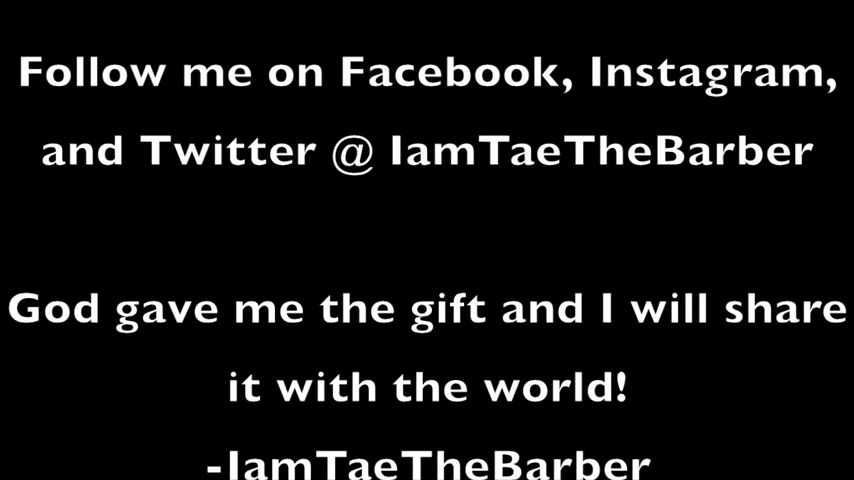 Follow me on Facebook, Instagram,
and Twitter @ IamTaeTheBarber
God gave me the gift and I will share
it with the world!
-IamTaeTheBarber